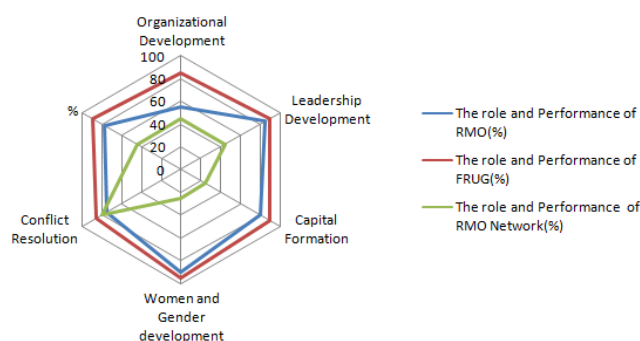 Organizational
Development
100
80
60
40
20
0
%
Leadership
Development
Capital
Formation
Women and
Gender
development
Conflict
Resolution
The role and Performance of
RMO(%)
The role and Performance of
FRUG(%)
The role and Performance of
RMO Network(%)